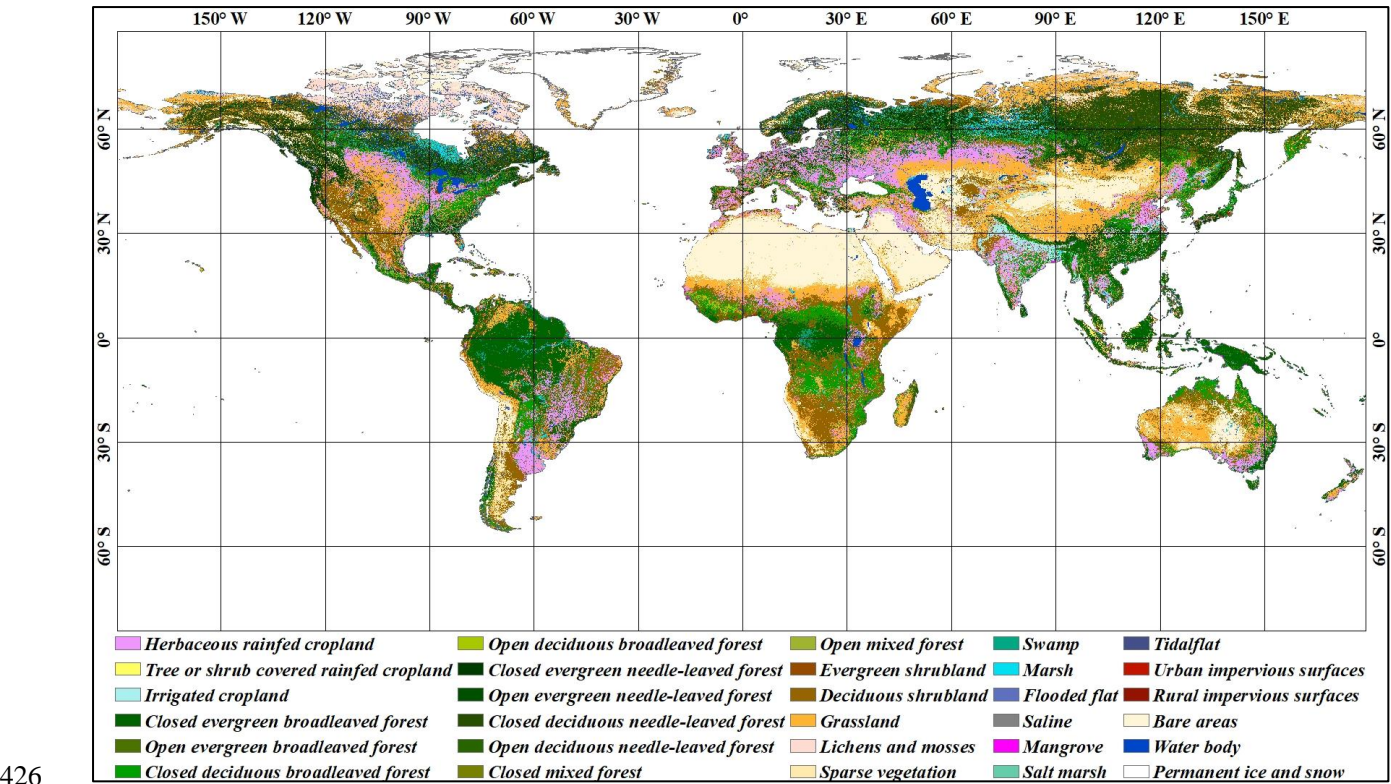 150° W 120° W 90° W 60° W 30° W 0° 30° E 60° E 90° E 120° E 150° E
60° N 60° N
30° N 30° N
0° 0°
30° S 30° S
60° S 60° S
Herbaceous rainfed cropland Open deciduous broadleaved forest Open mixed forest Swamp Tidalflat
Tree or shrub covered rainfed cropland Closed evergreen needle-leaved forest Evergreen shrubland Marsh Urban impervious surfaces
Irrigated cropland Open evergreen needle-leaved forest Deciduous shrubland Flooded flat Rural impervious surfaces
Closed evergreen broadleaved forest Closed deciduous needle-leaved forest Grassland Saline Bare areas
Open evergreen broadleaved forest Open deciduous needle-leaved forest Lichens and mosses Mangrove Water body
426 Closed deciduous broadleaved forest Closed mixed forest Sparse vegetation Salt marsh Permanent ice and snow